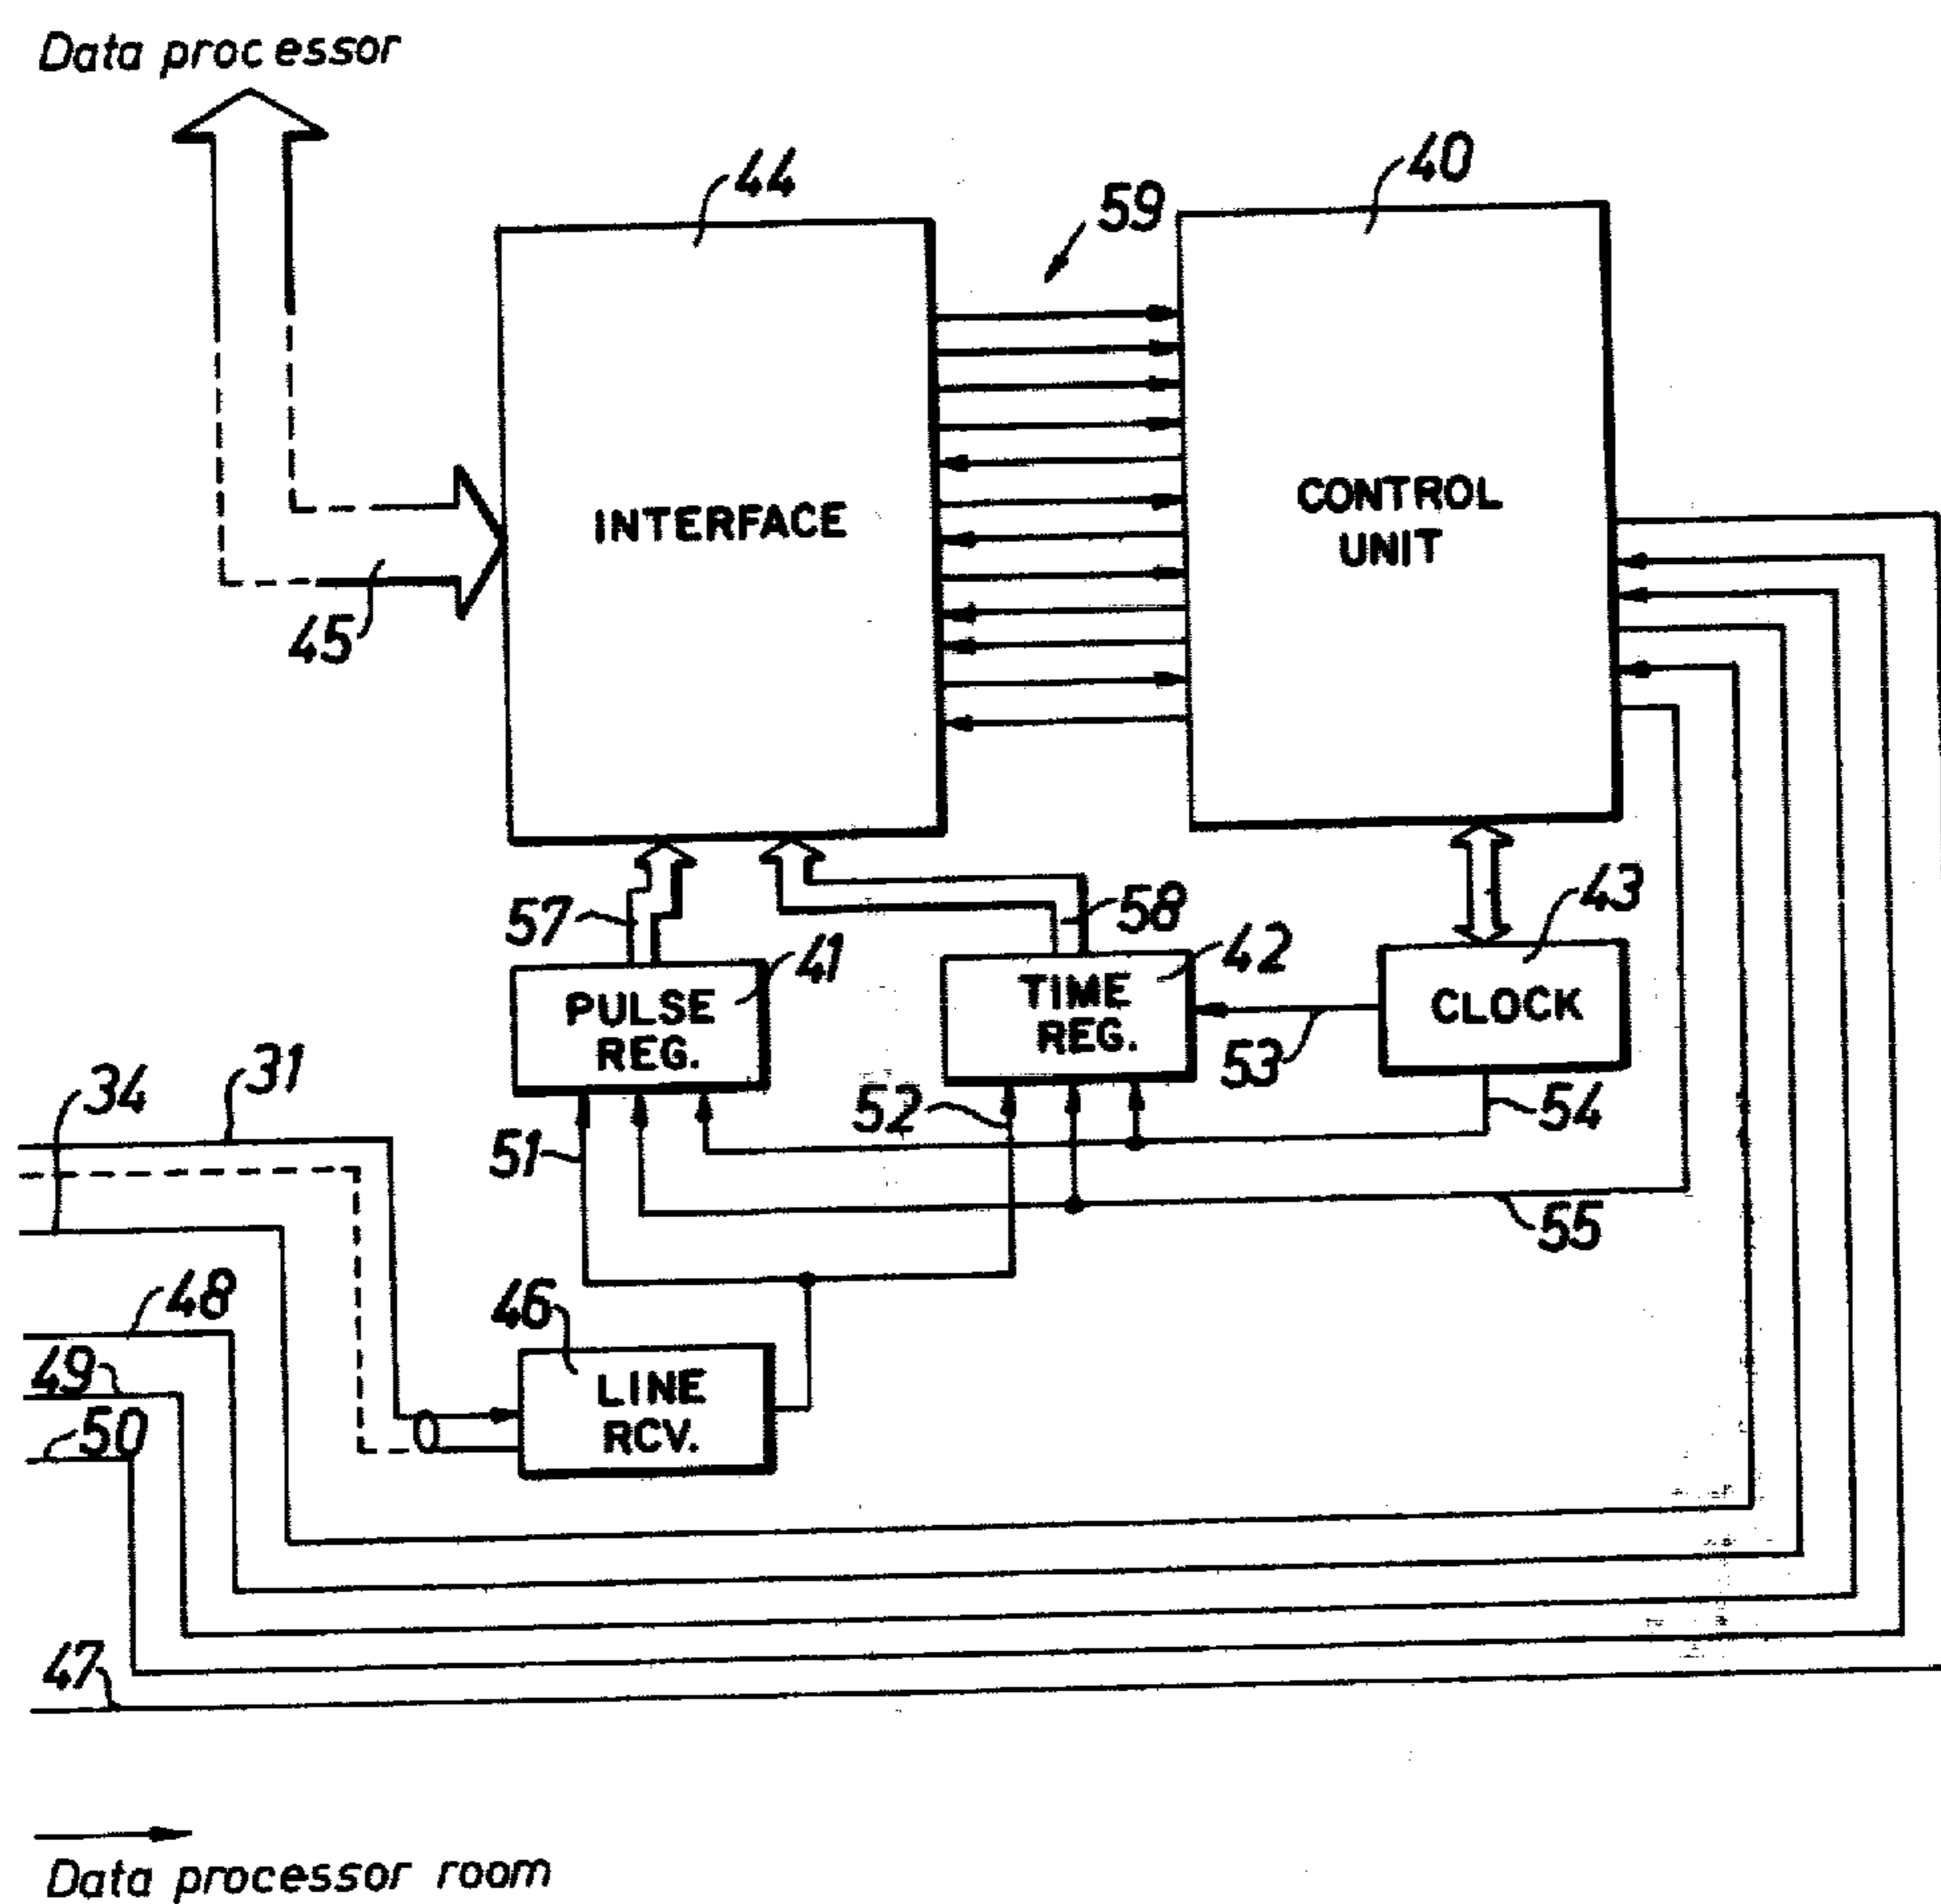 Data processor
44
40
59
INTERFACE
CONTROL
UNIT
45
57
58
43
41
42
PULSE
REG.
TIME
REG.
CLOCK
53
31
34
52
54
51
55
48
46
49
LINE
RCV.
50
47
Data processor room